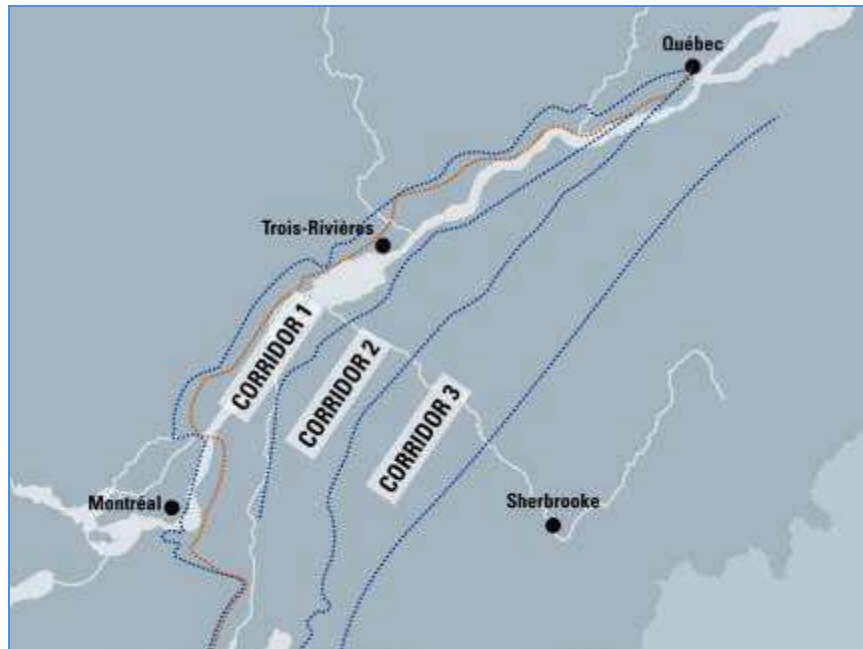 Québec
Trois-Rivières
CORRIDOR 1
CORRIDOR 2
CORRIDOR 3
Montréal
Sherbrooke